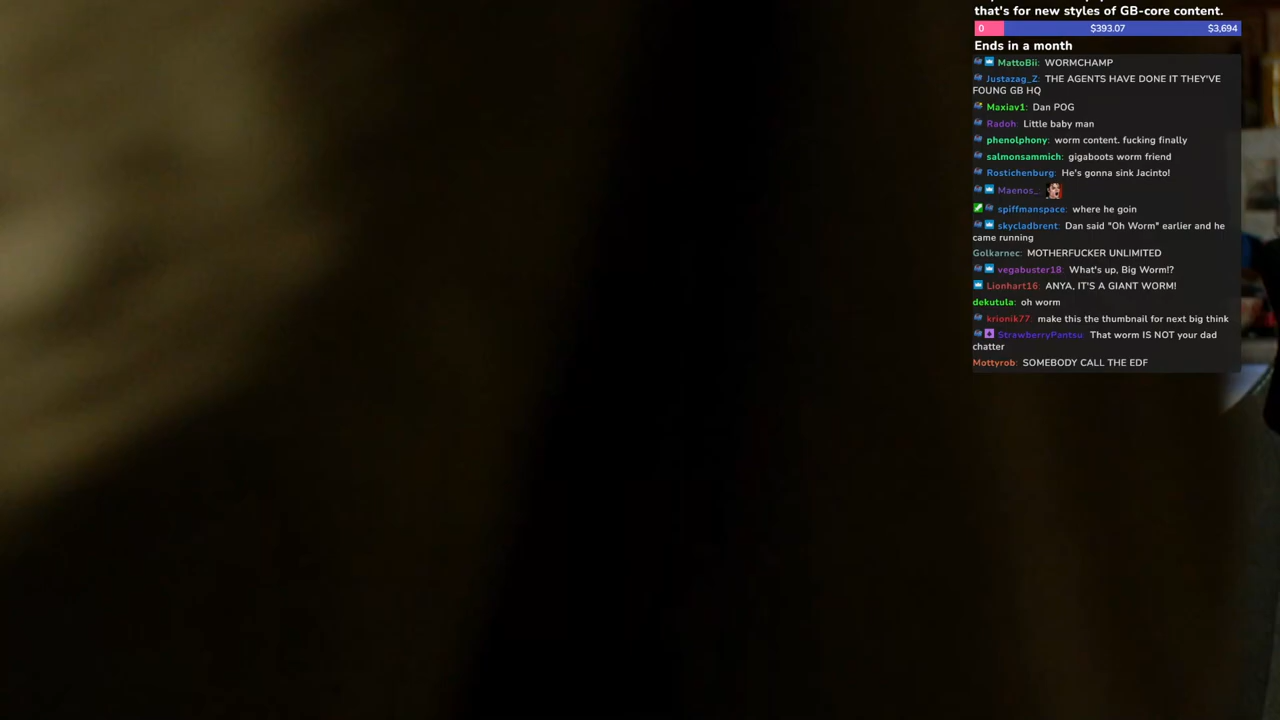 that's for new styles of GB-core content.
0 $393.07 $3,694
Ends in a month
MattoBii: WORMCHAMP
Justazag_Z: THE AGENTS HAVE DONE IT THEY'VE
FOUNG GB HQ
Maxiav1: Dan POG
Radoh: Little baby man
phenolphony: worm content. fucking finally
salmonsammich: gigaboots worm friend
Rostichenburg: He's gonna sink Jacinto!
Maenos_:
spiffmanspace: where he goin
skycladbrent: Dan said "Oh Worm" earlier and he
came running
Golkarnec: MOTHERFUCKER UNLIMITED
vegabuster18: What's up, Big Worm!?
Lionhart16: ANYA, IT'S A GIANT WORM!
dekutula: oh worm
krionik77: make this the thumbnail for next big think
StrawberryPantsu: That worm IS NOT your dad
chatter
Mottyrob: SOMEBODY CALL THE EDF